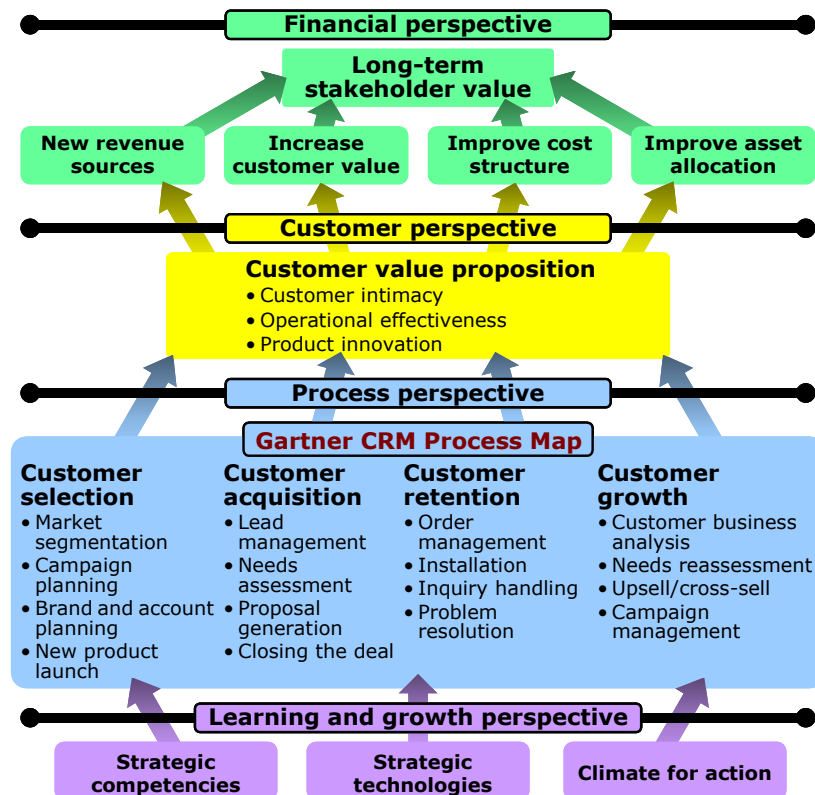 Financial perspective
Long-term
stakeholder value
New revenue
sources
Increase
customer value
Improve cost
structure
Improve asset
allocation
Customer perspective
Customer value proposition
• Customer intimacy
• Operational effectiveness
• Product innovation
Process perspective
Gartner CRM Process Map
Customer
selection
• Market
segmentation
• Campaign
planning
• Brand and account
planning
• New product
launch
Customer
acquisition
• Lead
management
• Needs
assessment
• Proposal
generation
• Closing the deal
Customer
retention
• Order
management
• Installation
• Inquiry handling
• Problem
resolution
Customer
growth
• Customer business
analysis
• Needs reassessment
• Upsell/cross-sell
• Campaign
management
Learning and growth perspective
Strategic
competencies
Strategic
technologies
Climate for action